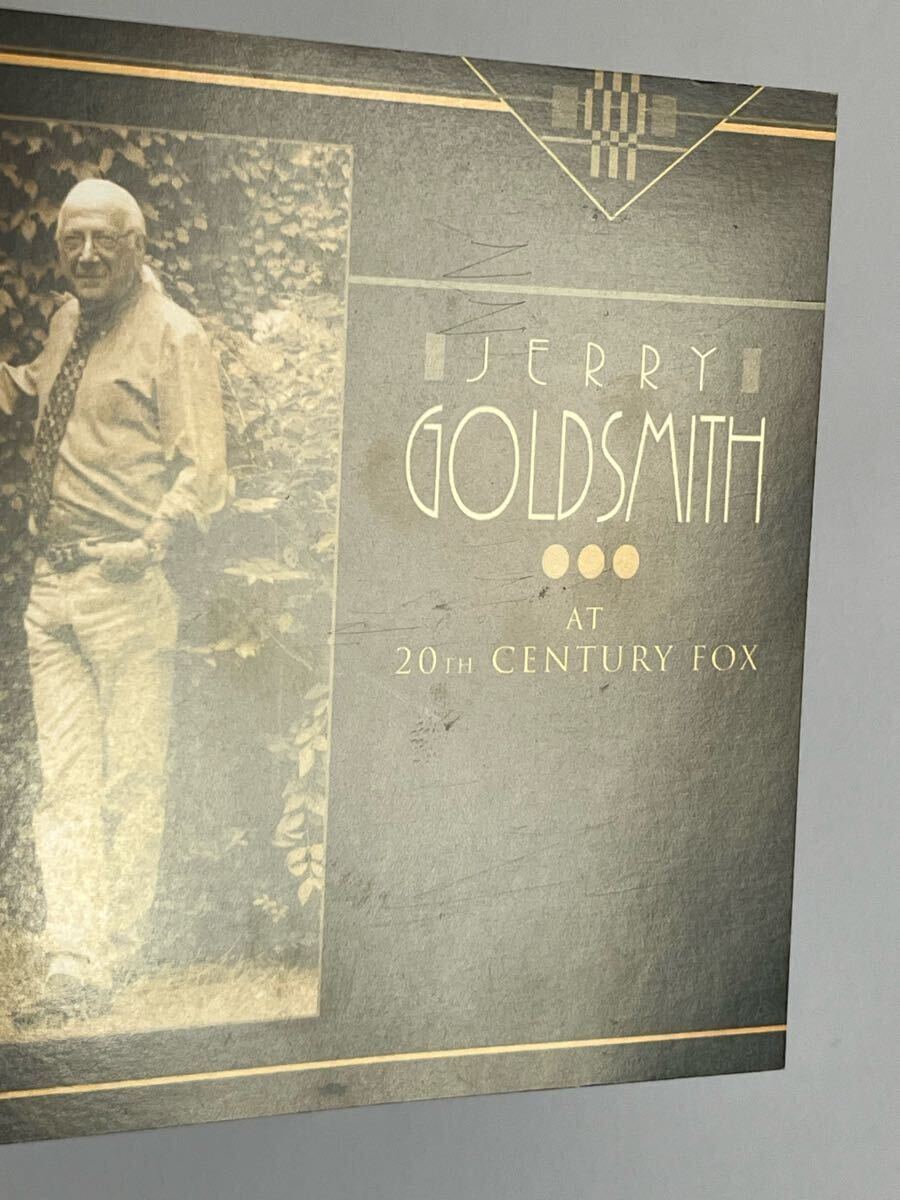 JERRY
GOLDSMITH
AT
20TH CENTURY FOX